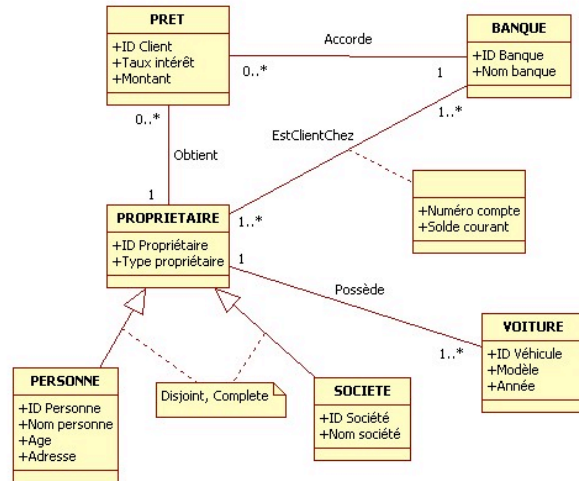 PRET
+ID Client
+Taux intérêt
+Montant
Accorde
0..*
1
BANQUE
+ID Banque
+Nom banque
0..*
Obtient
1
EstClientChez
1..*
1..*
+Numéro compte
+Solde courant
PROPRIETAIRE
+ID Propriétaire
+Type propriétaire
1
Possède
1..*
VOITURE
+ID Véhicule
+Modèle
+Année
PERSONNE
+ID Personne
+Nom personne
+Age
+Adresse
Disjoint, Complete
SOCIETE
+ID Société
+Nom société